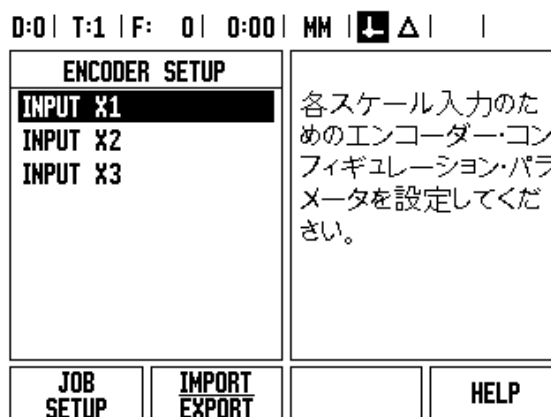 D:0 | T:1 | F: 0 | 0:00 | MM | Δ | |
ENCODER SETUP
INPUT X1
INPUT X2
INPUT X3
各スケール入力のた
めのエンコーダー・コン
フィギュレーション・パラ
メータを設定してくだ
さい。
JOB
SETUP
IMPORT
EXPORT
HELP